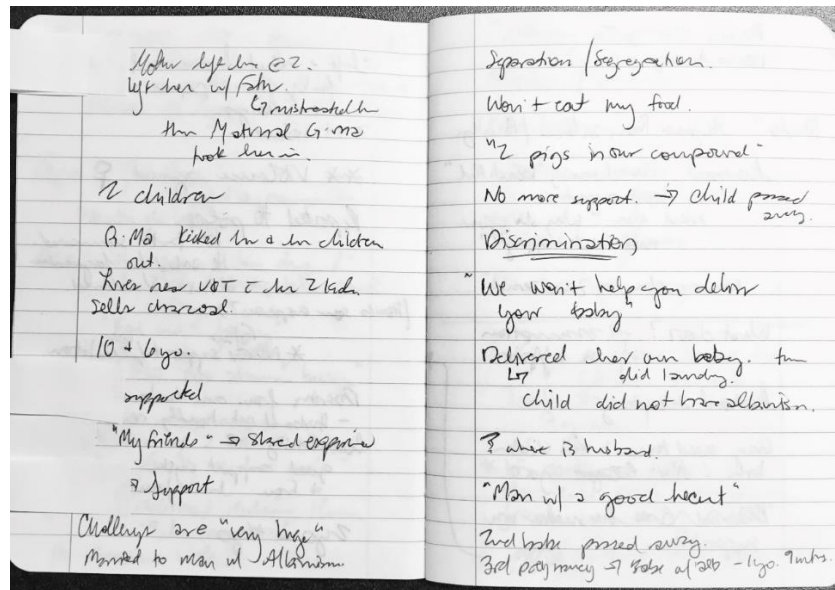 Mother left her @ 2.
left her w/ Father.
↳ mistreated her
then Maternal G-ma
took her in.
2 children
G-Ma kicked her & her children
out.
Lives near VOT c her 2 kids.
Sells charcoal.
10 + 6 yo.
supported
"My friends" → shared experience
→ Support
Challenges are "very huge"
Married to man w/ Albinism.
Separation / Segregation.
Won't eat my food.
"2 pigs in our compound"
No more support. → child passed
away.
Discrimination
"We won't help you deliver
your baby"
Delivered her own baby. then
↳ did laundry.
Child did not have albinism.
? where is husband.
"Man w/ a good heart"
2nd babe passed away.
3rd pregnancy → babe w/ alb - 1 yo. 9 mths.